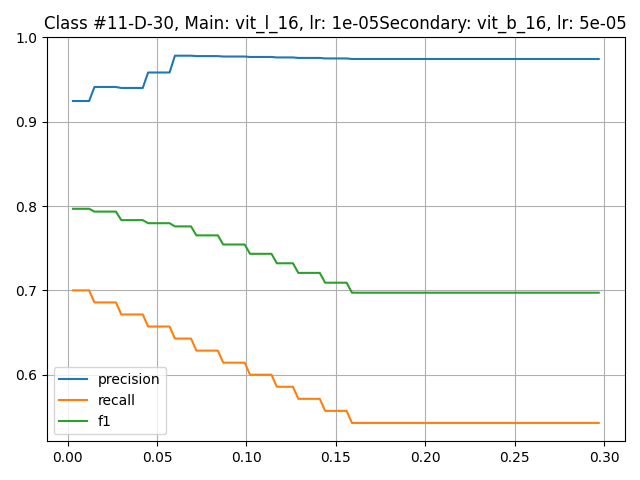 Class #11-D-30, Main: vit_l_16, lr: 1e-05Secondary: vit_b_16, lr: 5e-05
1.0
0.9
0.8
0.7
0.6
precision
recall
f1
0.00 0.05 0.10 0.15 0.20 0.25 0.30